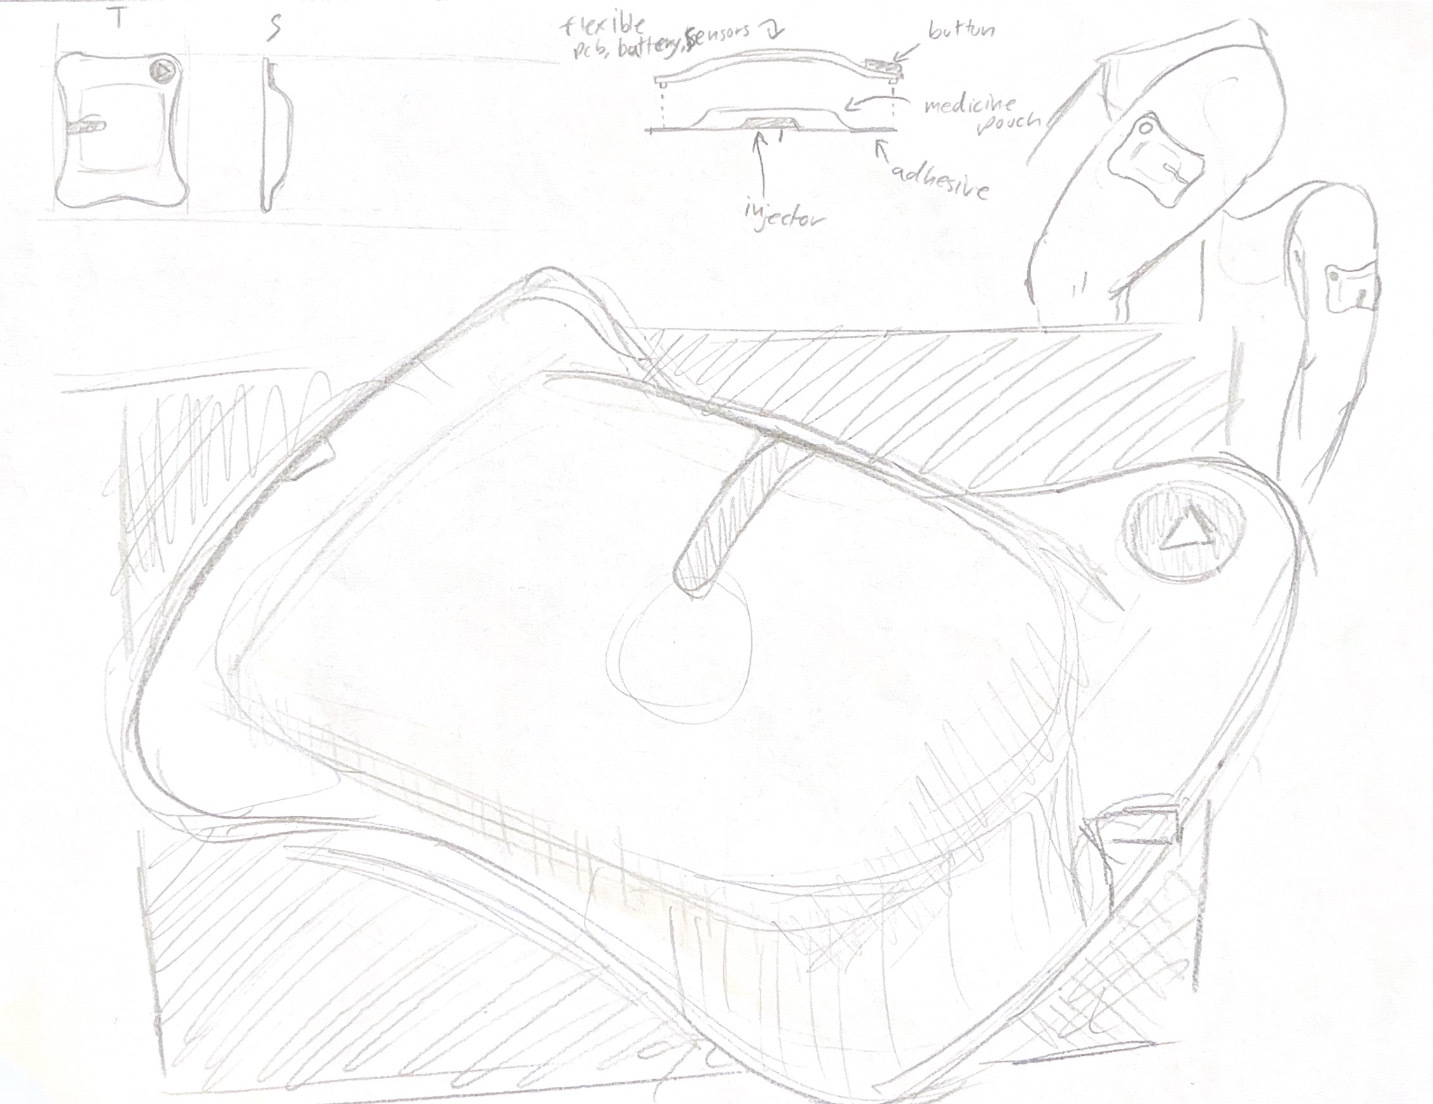 T
S
flexible
pcb, battery, sensors
button
medicine
pouch
adhesive
injector